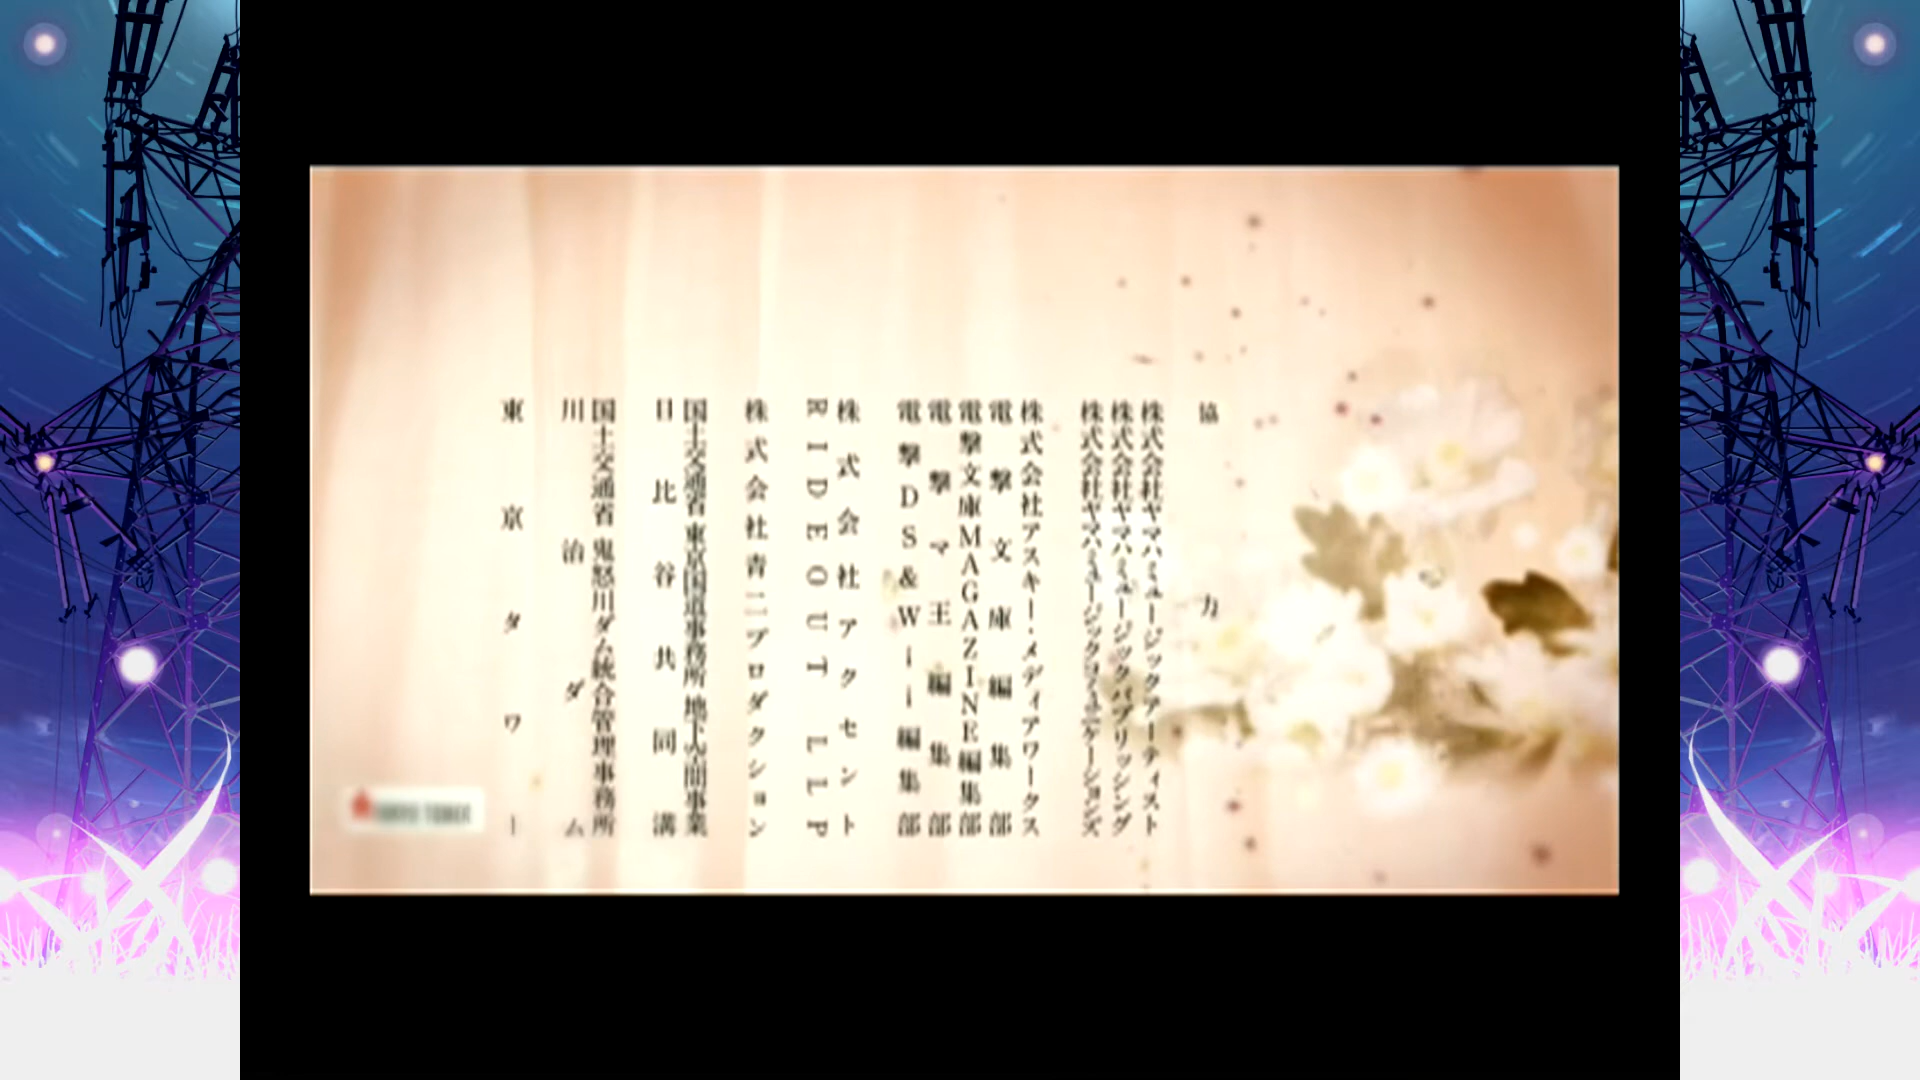 協力
株式会社ヤマハミュージックアーティスト
株式会社ヤマハミュージックパブリッシング
株式会社ヤマハミュージックコミュニケーションズ
株式会社アスキー・メディアワークス
電撃文庫編集部
電撃文庫MAGAZINE編集部
電撃マ王編集部
電撃DS&Wii編集部
株式会社アクセント
RIDEOUT LLP
株式会社青二プロダクション
国土交通省 東京国道事務所 地下空間事業
日比谷共同溝
国土交通省 鬼怒川ダム統合管理事務所
川治ダム
東京タワー
TOKYO TOWER